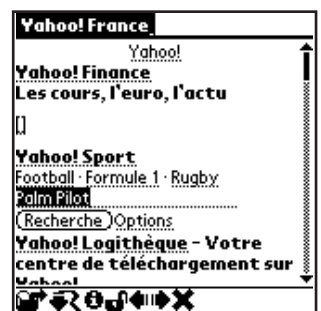 Yahoo! France
Yahoo!
Yahoo! Finance
Les cours, l'euro, l'actu
[]
Yahoo! Sport
Football · Formule 1 · Rugby
Palm Pilot
Recherche Options
Yahoo! Logithèque - Votre
centre de téléchargement sur
Yahoo!